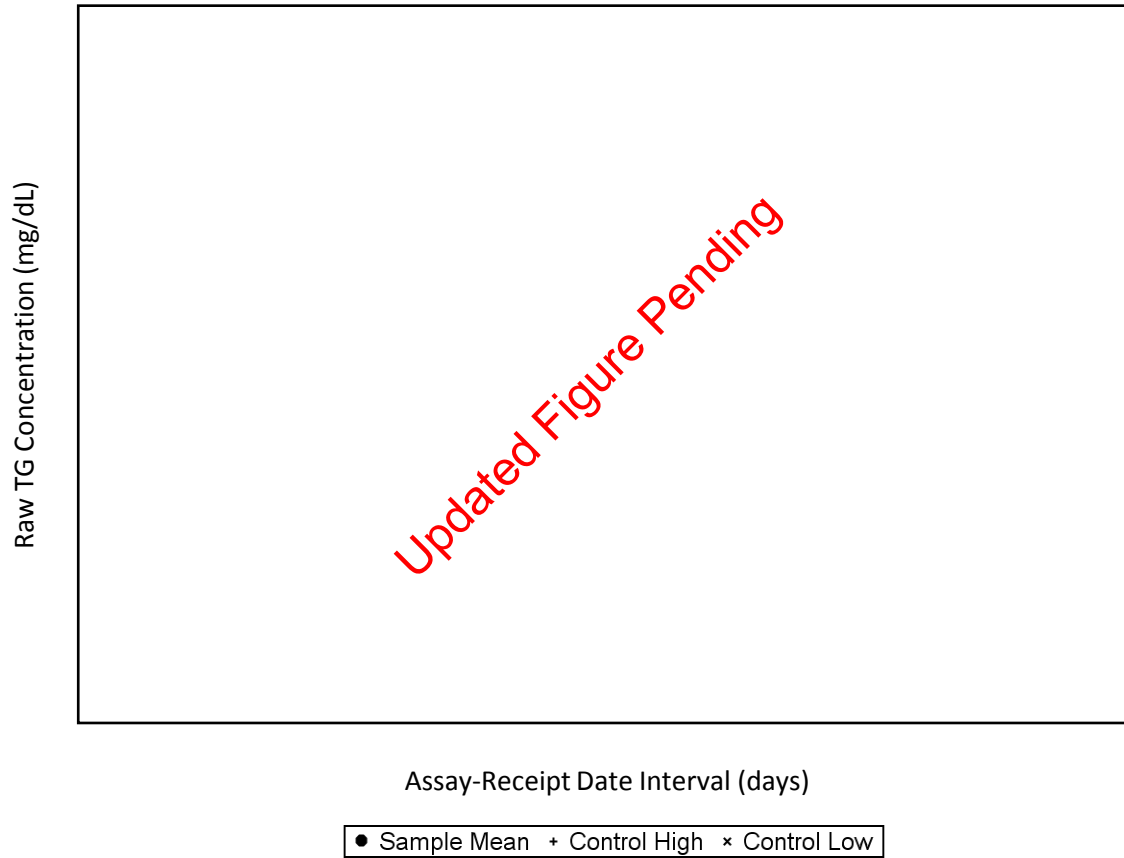 Raw TG Concentration (mg/dL)
Updated Figure Pending
Assay-Receipt Date Interval (days)
Sample Mean + Control High × Control Low